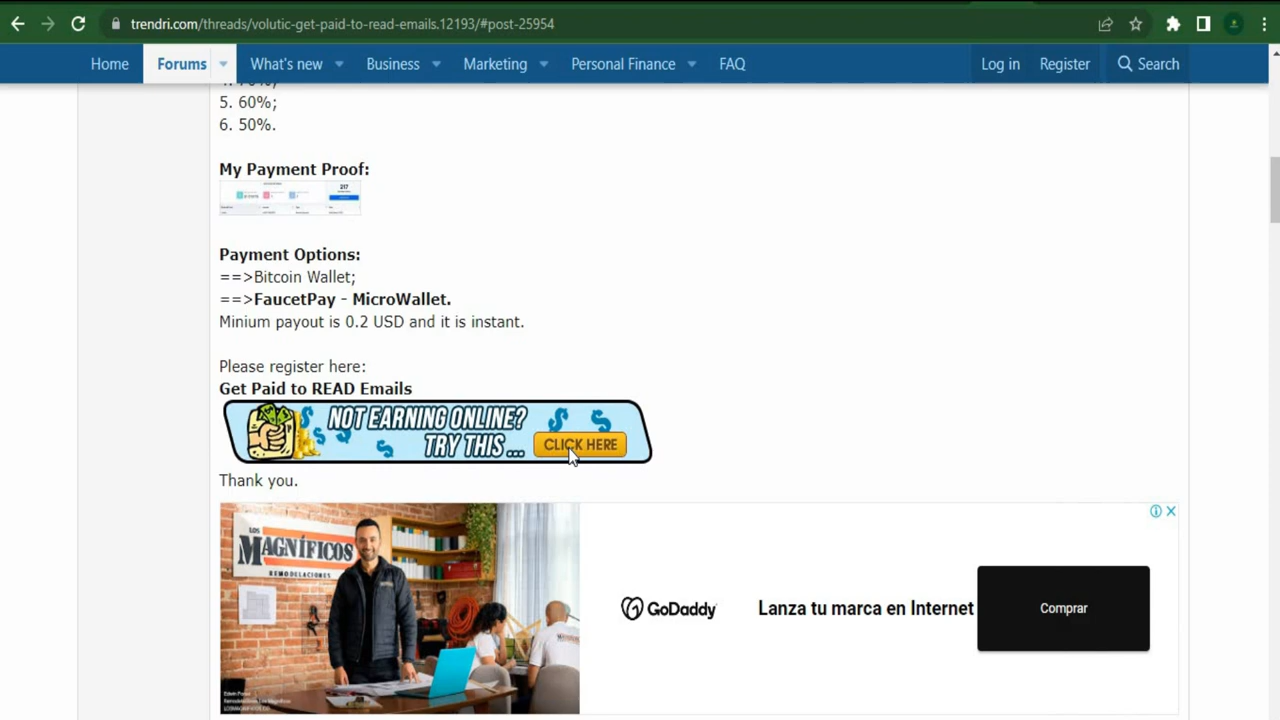 trendri.com/threads/volutic-get-paid-to-read-emails.12193/#post-25954
Home Forums What's new Business Marketing Personal Finance FAQ Log in Register Search
5. 60%;
6. 50%.
My Payment Proof:
217
Payment Options:
==>Bitcoin Wallet;
==>FaucetPay - MicroWallet.
Minium payout is 0.2 USD and it is instant.
Please register here:
Get Paid to READ Emails
NOT EARNING ONLINE?
TRY THIS ... CLICK HERE
Thank you.
LOS
MAGNÍFICOS
REMODELACIONES
GoDaddy
Lanza tu marca en Internet
Comprar